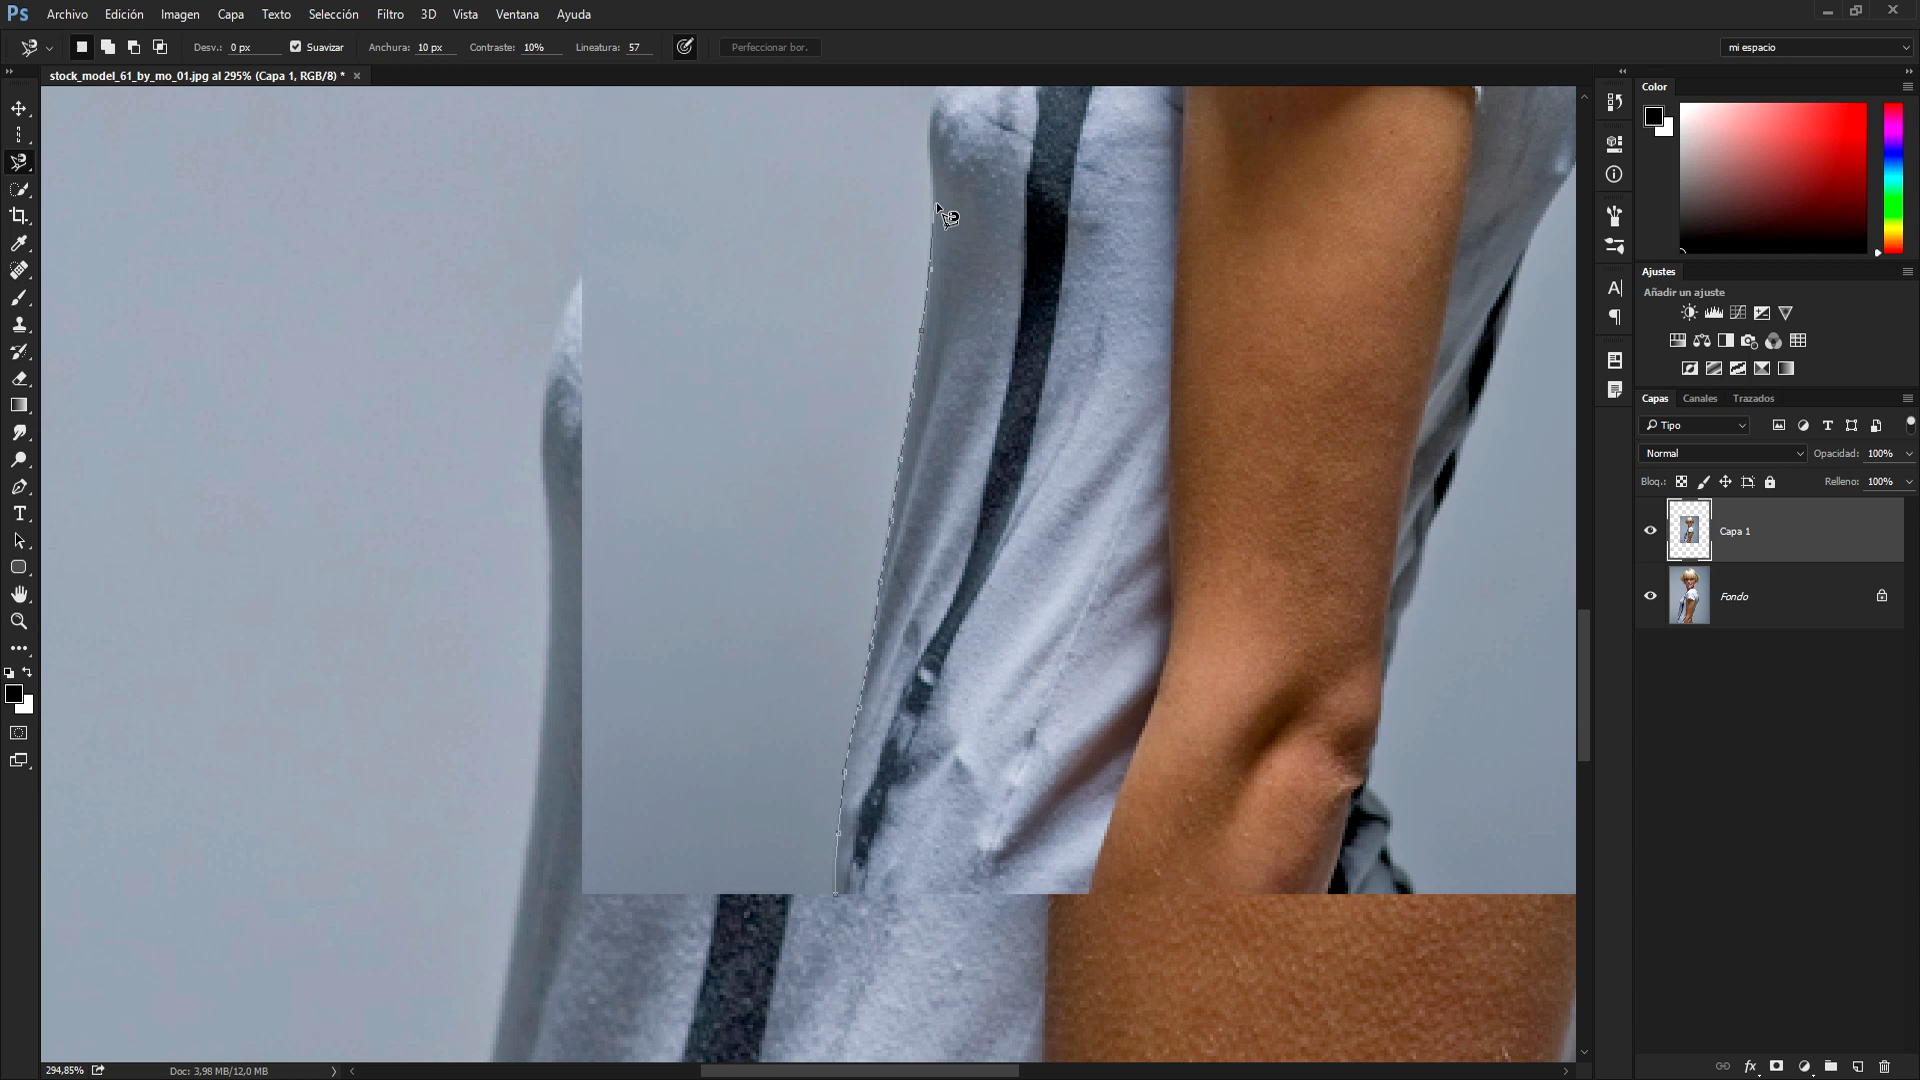 Ps Archivo Edición Imagen Capa Texto Selección Filtro 3D Vista Ventana Ayuda
Desv.: 0 px Suavizar Anchura: 10 px Contraste: 10% Lineatura: 57 Perfeccionar bor. mi espacio
stock_model_61_by_mo_01.jpg al 295% (Capa 1, RGB/8) *
Color
Ajustes
Añadir un ajuste
Capas Canales Trazados
Tipo
Normal Opacidad: 100%
Bloq.: Relleno: 100%
Capa 1
Fondo
fx
294,85% Doc: 3,98 MB/12,0 MB